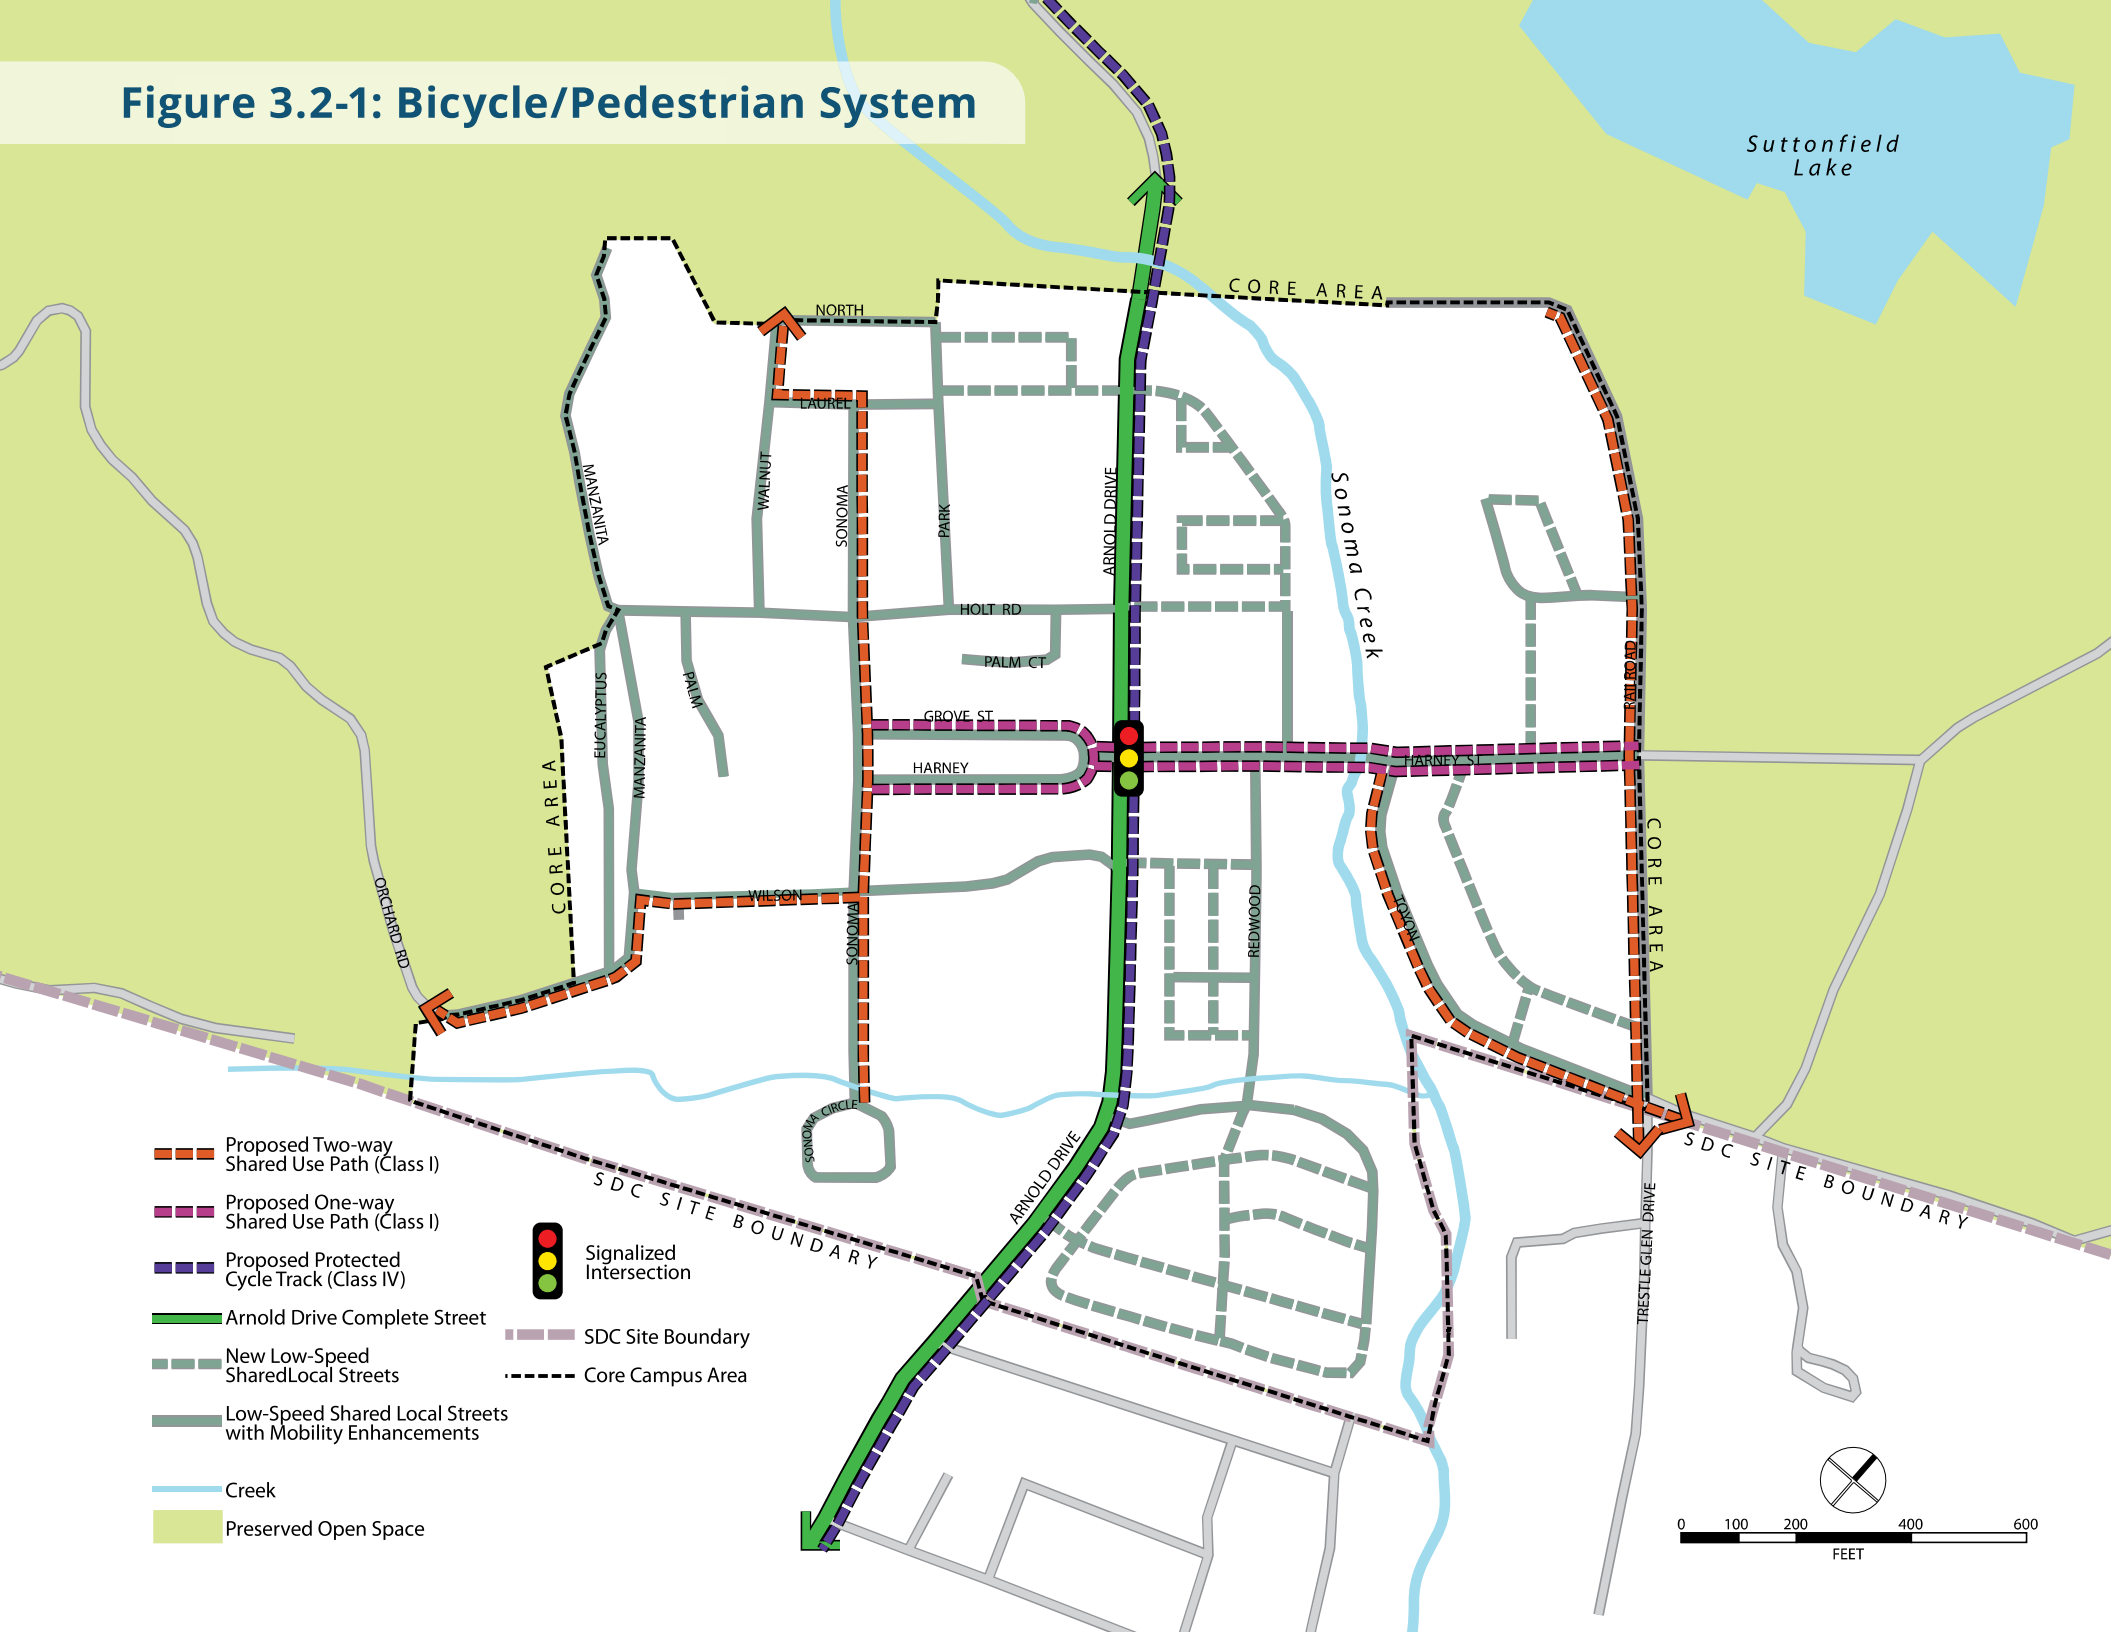 Figure 3.2-1: Bicycle/Pedestrian System
Suttonfield
Lake
CORE AREA
NORTH
LAUREL
MANZANITA
WALNUT
SONOMA
PARK
ARNOLD DRIVE
Sonoma Creek
HOLT RD
PALM CT
PALM
EUCALYPTUS
MANZANITA
RAILROAD
GROVE ST
HARNEY
HARNEY ST
CORE AREA
CORE AREA
ORCHARD RD
WILSON
SONOMA
REDWOOD
TOYON
SONOMA CIRCLE
ARNOLD DRIVE
SDC SITE BOUNDARY
SDC SITE BOUNDARY
TRESTLE GLEN DRIVE
Proposed Two-way
Shared Use Path (Class I)
Proposed One-way
Shared Use Path (Class I)
Proposed Protected
Cycle Track (Class IV)
Arnold Drive Complete Street
New Low-Speed
SharedLocal Streets
Low-Speed Shared Local Streets
with Mobility Enhancements
Creek
Preserved Open Space
Signalized
Intersection
SDC Site Boundary
Core Campus Area
0 100 200 400 600
FEET